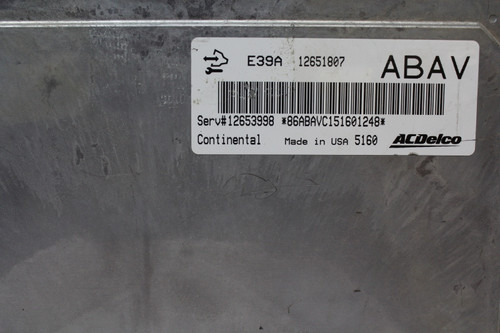 E39A 12651807 ABAV
Serv#12653998 *86ABAVC151601248*
Continental Made in USA 5160 ACDelco